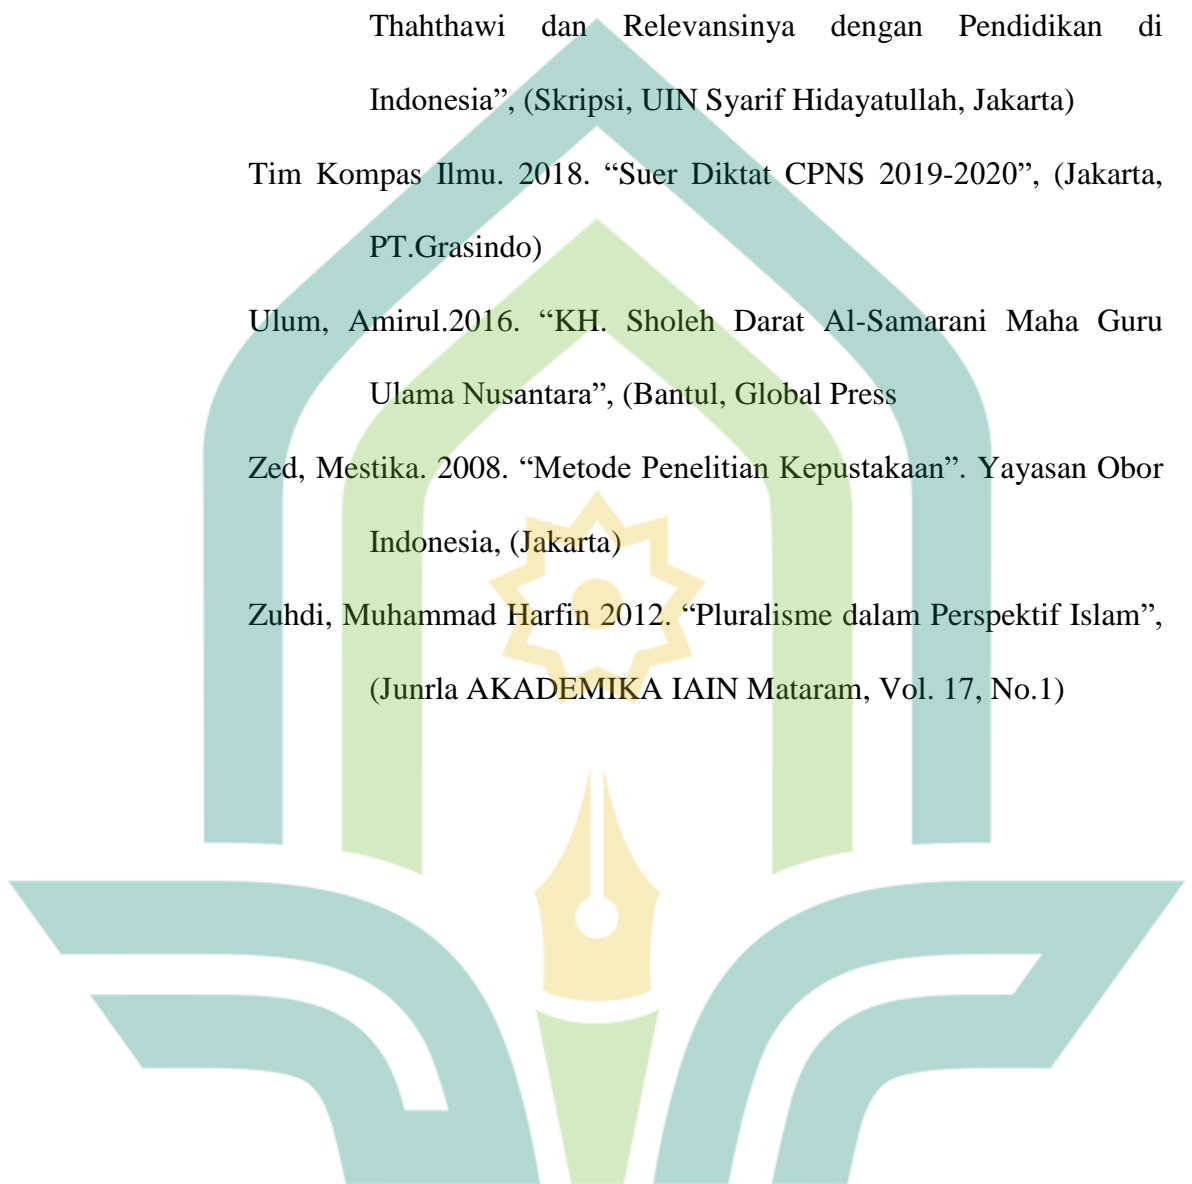 Thahthawi dan Relevansinya dengan Pendidikan di
Indonesia”, (Skripsi, UIN Syarif Hidayatullah, Jakarta)
Tim Kompas Ilmu. 2018. “Suer Diktat CPNS 2019-2020”, (Jakarta,
PT.Grasindo)
Ulum, Amirul.2016. “KH. Sholeh Darat Al-Samarani Maha Guru
Ulama Nusantara”, (Bantul, Global Press
Zed, Mestika. 2008. “Metode Penelitian Kepustakaan”. Yayasan Obor
Indonesia, (Jakarta)
Zuhdi, Muhammad Harfin 2012. “Pluralisme dalam Perspektif Islam”,
(Junrla AKADEMIKA IAIN Mataram, Vol. 17, No.1)